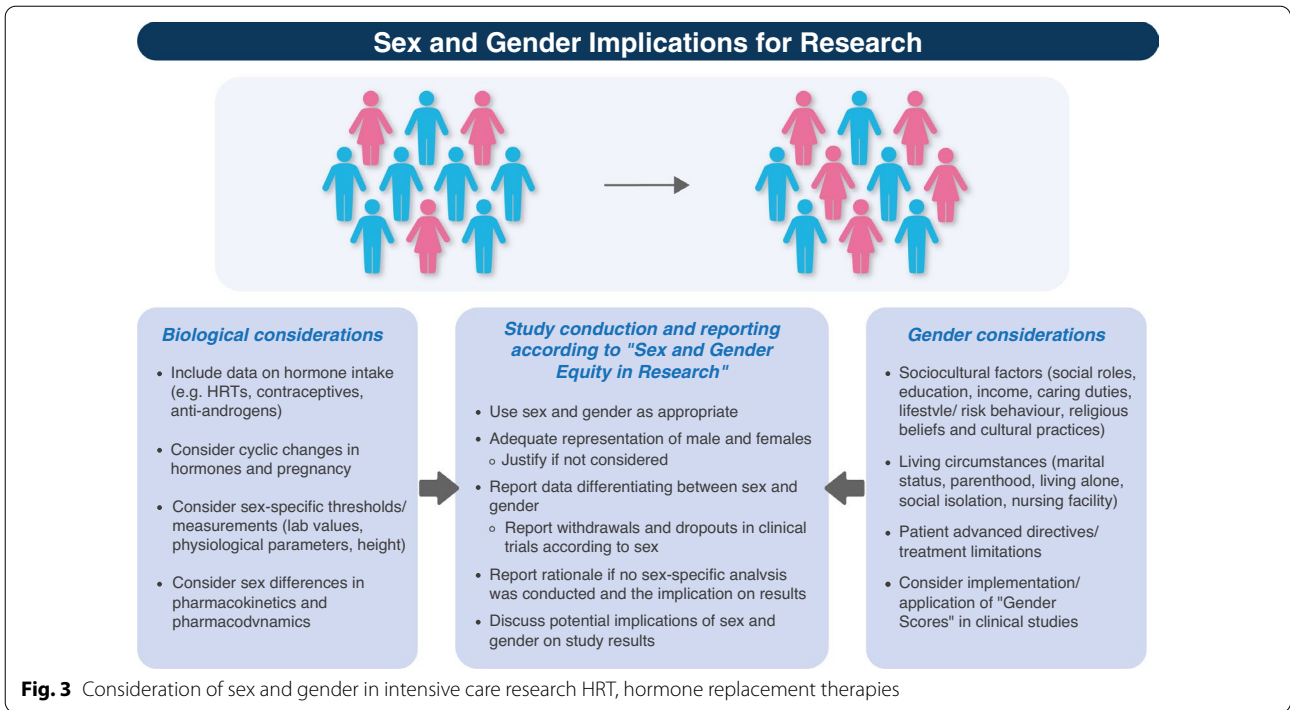 Sex and Gender Implications for Research
Biological considerations
• Include data on hormone intake
(e.g. HRTs, contraceptives,
anti-androgens)
• Consider cyclic changes in
hormones and pregnancy
• Consider sex-specific thresholds/
measurements (lab values,
physiological parameters, height)
• Consider sex differences in
pharmacokinetics and
pharmacodvnamics
Study conduction and reporting
according to "Sex and Gender
Equity in Research"
• Use sex and gender as appropriate
• Adequate representation of male and females
o Justify if not considered
• Report data differentiating between sex and
gender
o Report withdrawals and dropouts in clinical
trials according to sex
• Report rationale if no sex-specific analvsis
was conducted and the implication on results
• Discuss potential implications of sex and
gender on study results
Gender considerations
• Sociocultural factors (social roles,
education, income, caring duties,
lifestvle/ risk behaviour, religious
beliefs and cultural practices)
• Living circumstances (marital
status, parenthood, living alone,
social isolation, nursing facility)
• Patient advanced directives/
treatment limitations
• Consider implementation/
application of "Gender
Scores" in clinical studies
Fig. 3 Consideration of sex and gender in intensive care research HRT, hormone replacement therapies